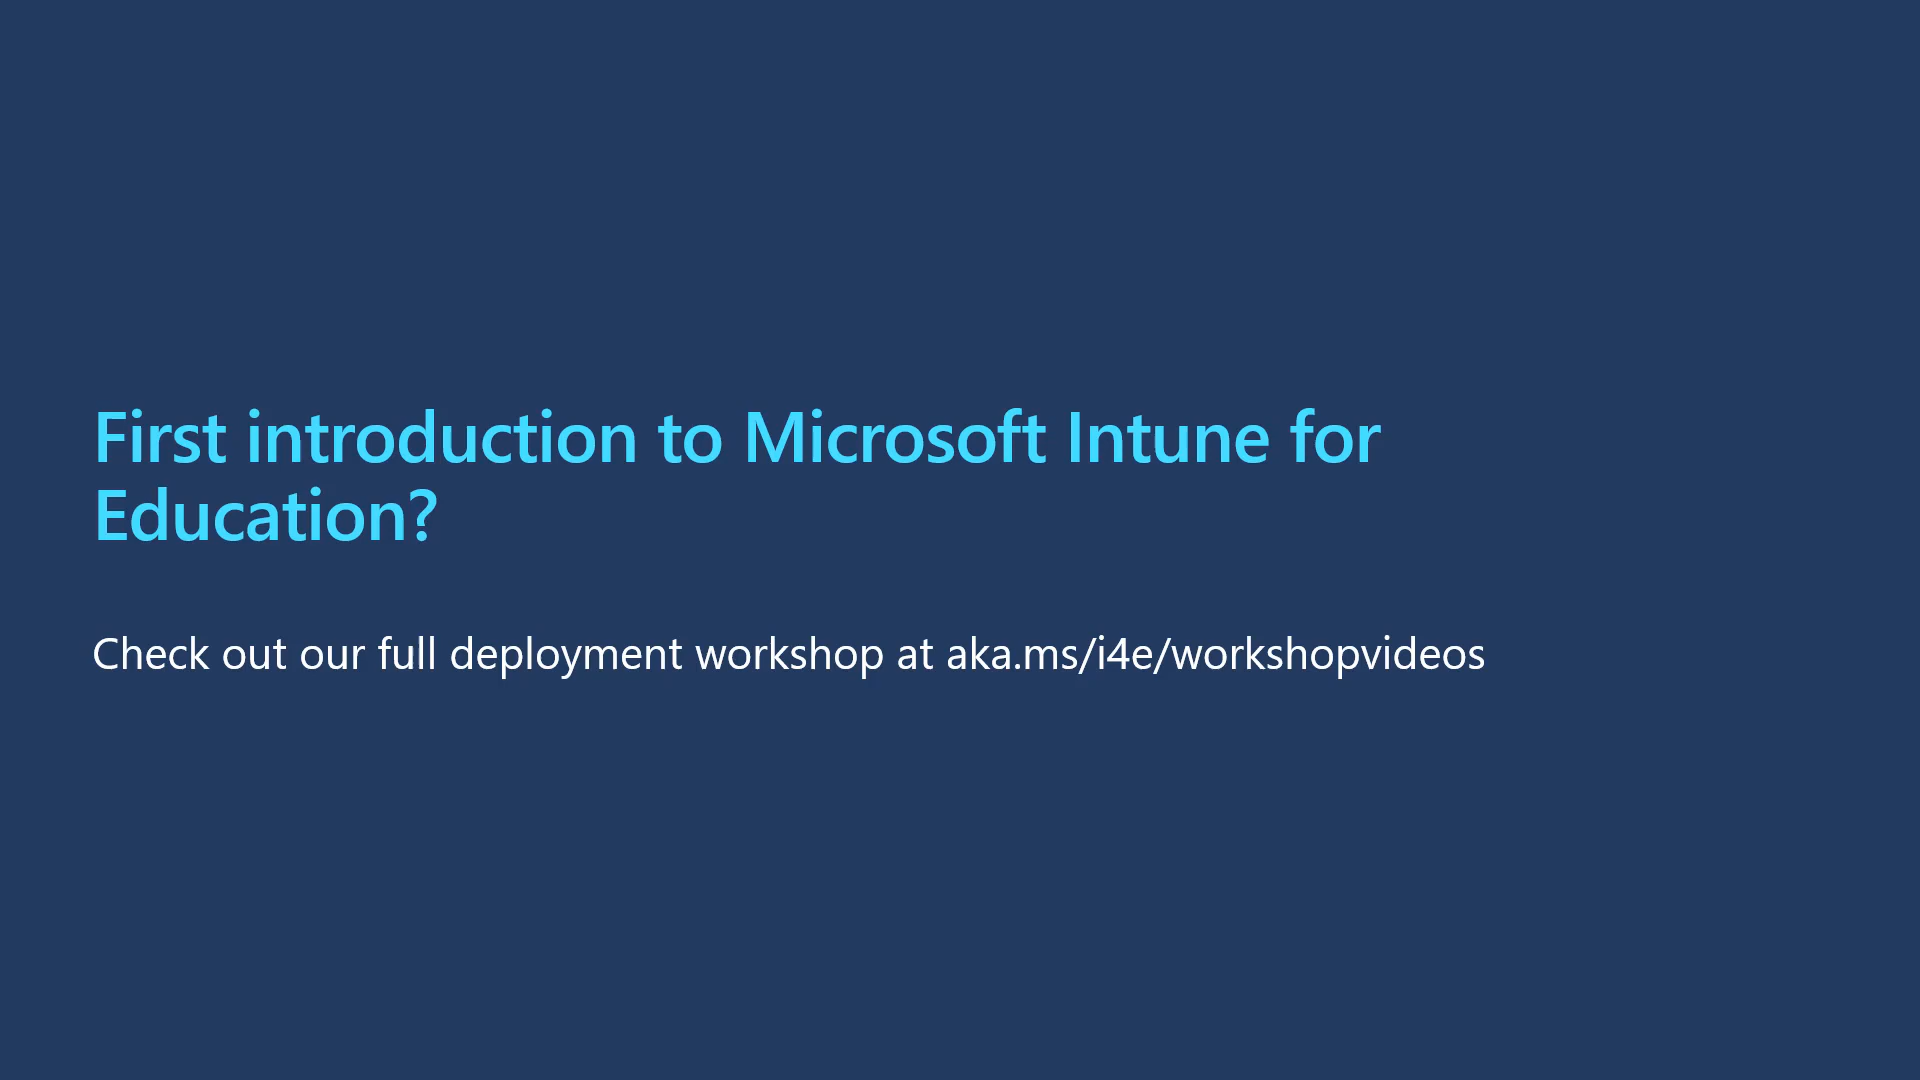 First introduction to Microsoft Intune for
Education?
Check out our full deployment workshop at aka.ms/i4e/workshopvideos